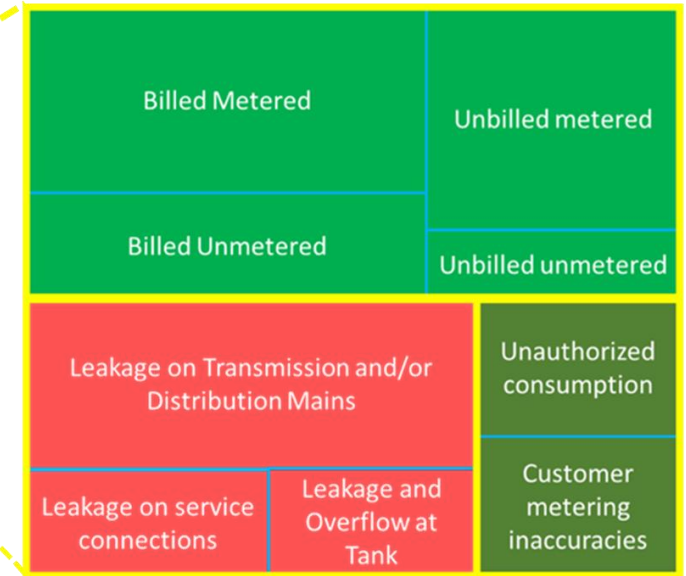 Billed Metered
Unbilled metered
Billed Unmetered
Unbilled unmetered
Leakage on Transmission and/or
Distribution Mains
Unauthorized
consumption
Leakage on service
connections
Leakage and
Overflow at
Tank
Customer
metering
inaccuracies